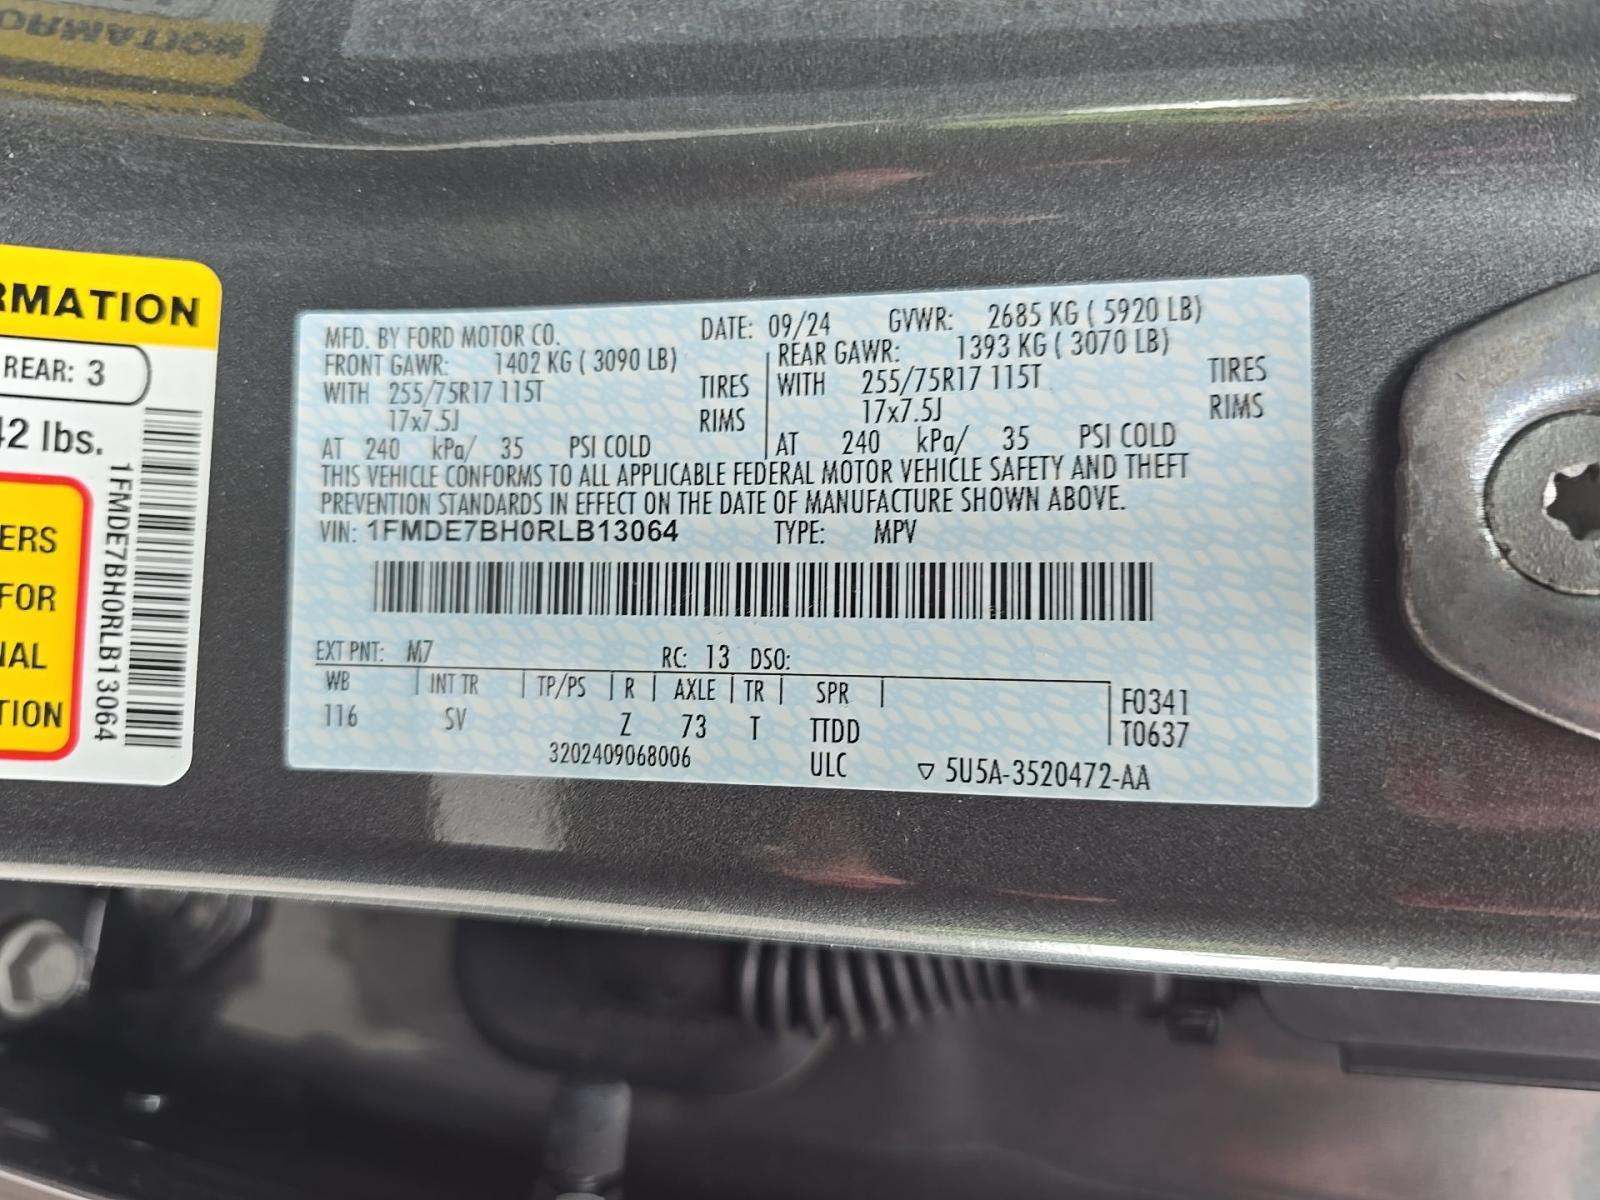 RMATION
REAR: 3
42 lbs.
ERS
FOR
NAL
TION
1FMDE7BH0RLB13064
MFD. BY FORD MOTOR CO. DATE: 09/24 GVWR: 2685 KG ( 5920 LB)
FRONT GAWR: 1402 KG ( 3090 LB) REAR GAWR: 1393 KG ( 3070 LB)
WITH 255/75R17 115T TIRES WITH 255/75R17 115T TIRES
17x7.5J RIMS 17x7.5J RIMS
AT 240 kPa/ 35 PSI COLD AT 240 kPa/ 35 PSI COLD
THIS VEHICLE CONFORMS TO ALL APPLICABLE FEDERAL MOTOR VEHICLE SAFETY AND THEFT
PREVENTION STANDARDS IN EFFECT ON THE DATE OF MANUFACTURE SHOWN ABOVE.
VIN: 1FMDE7BH0RLB13064 TYPE: MPV
EXT PNT: M7 RC: 13 DSO:
WB | INT TR | TP/PS | R | AXLE | TR | SPR | F0341
116 SV Z 73 T TTDD T0637
3202409068006 ULC ▽ 5U5A-3520472-AA